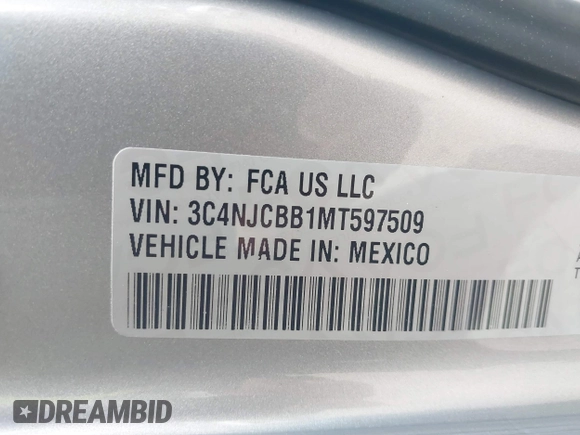 MFD BY: FCA US LLC
VIN: 3C4NJCBB1MT597509
VEHICLE MADE IN: MEXICO
DREAMBID